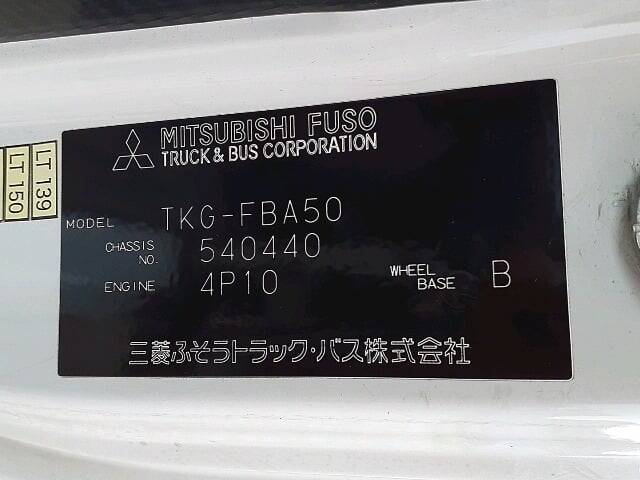 MITSUBISHI FUSO
TRUCK & BUS CORPORATION
MODEL TKG-FBA50
CHASSIS NO. 540440
ENGINE 4P10 WHEEL BASE B
三菱ふそうトラック・バス株式会社
LT 139
LT 150